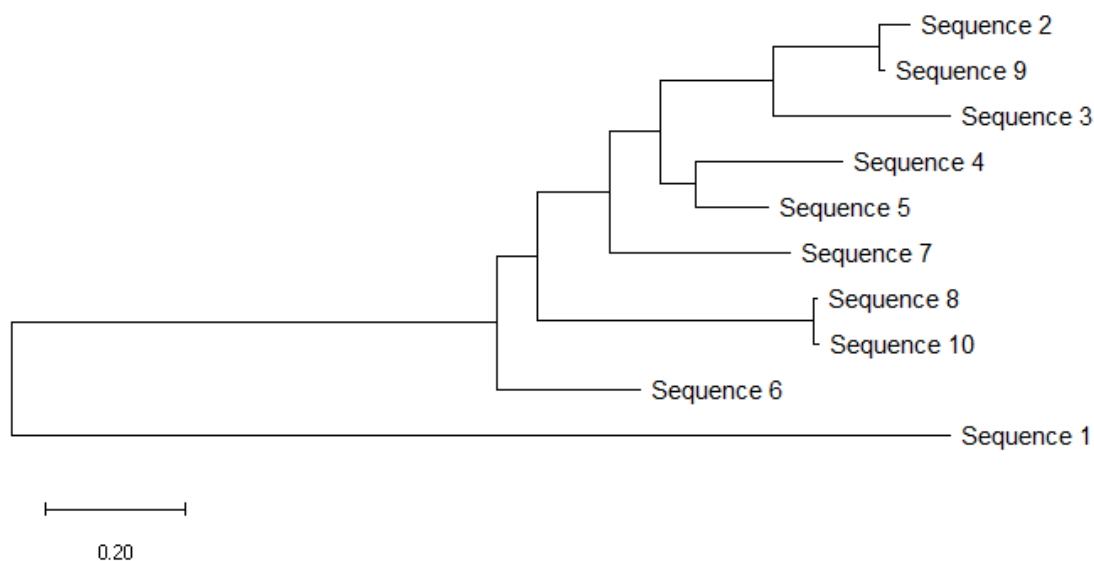 Sequence 2
Sequence 9
Sequence 3
Sequence 4
Sequence 5
Sequence 7
Sequence 8
Sequence 10
Sequence 6
Sequence 1
0.20